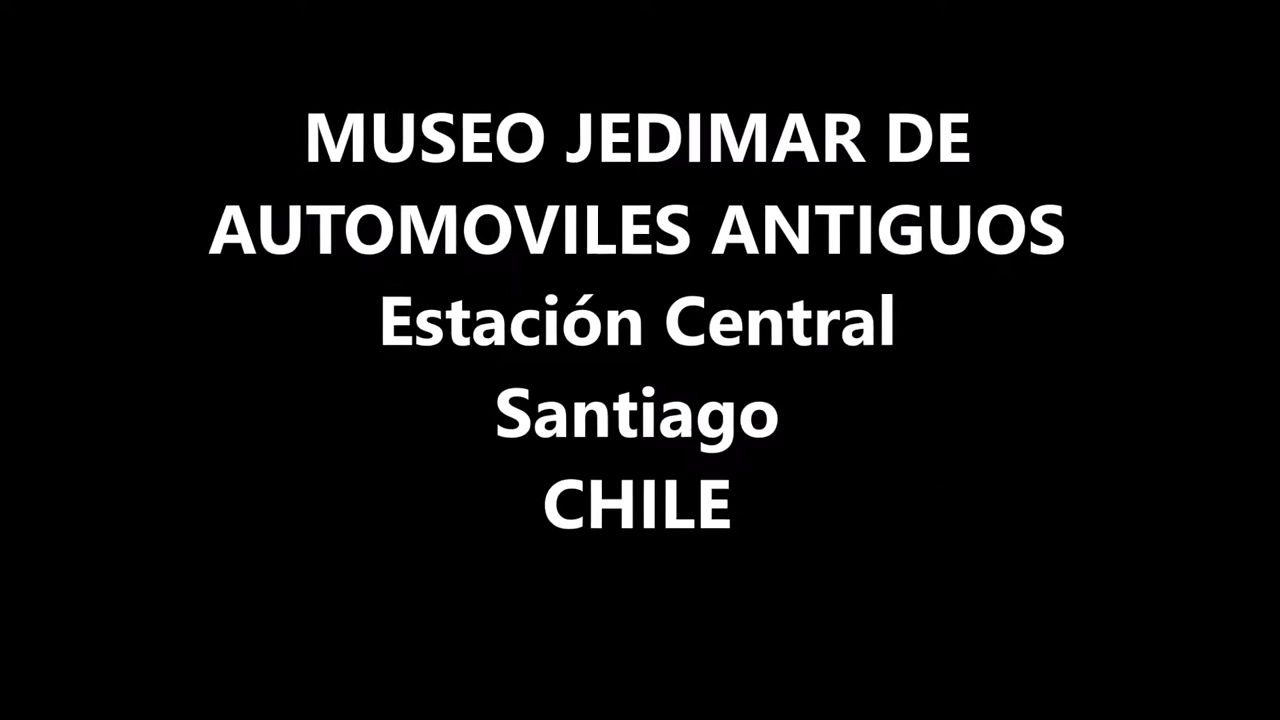 MUSEO JEDIMAR DE
AUTOMOVILES ANTIGUOS
Estación Central
Santiago
CHILE